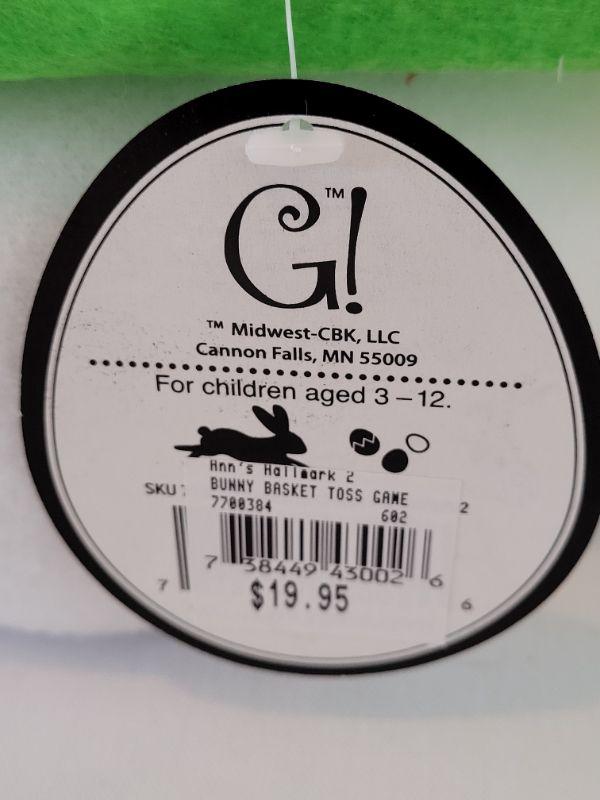 G!™
™ Midwest-CBK, LLC
Cannon Falls, MN 55009
For children aged 3 – 12.
Ann's Hallmark 2
SKU: BUNNY BASKET TOSS GAME 2
7700384 602
7 38449 43002 6
7 $19.95 6